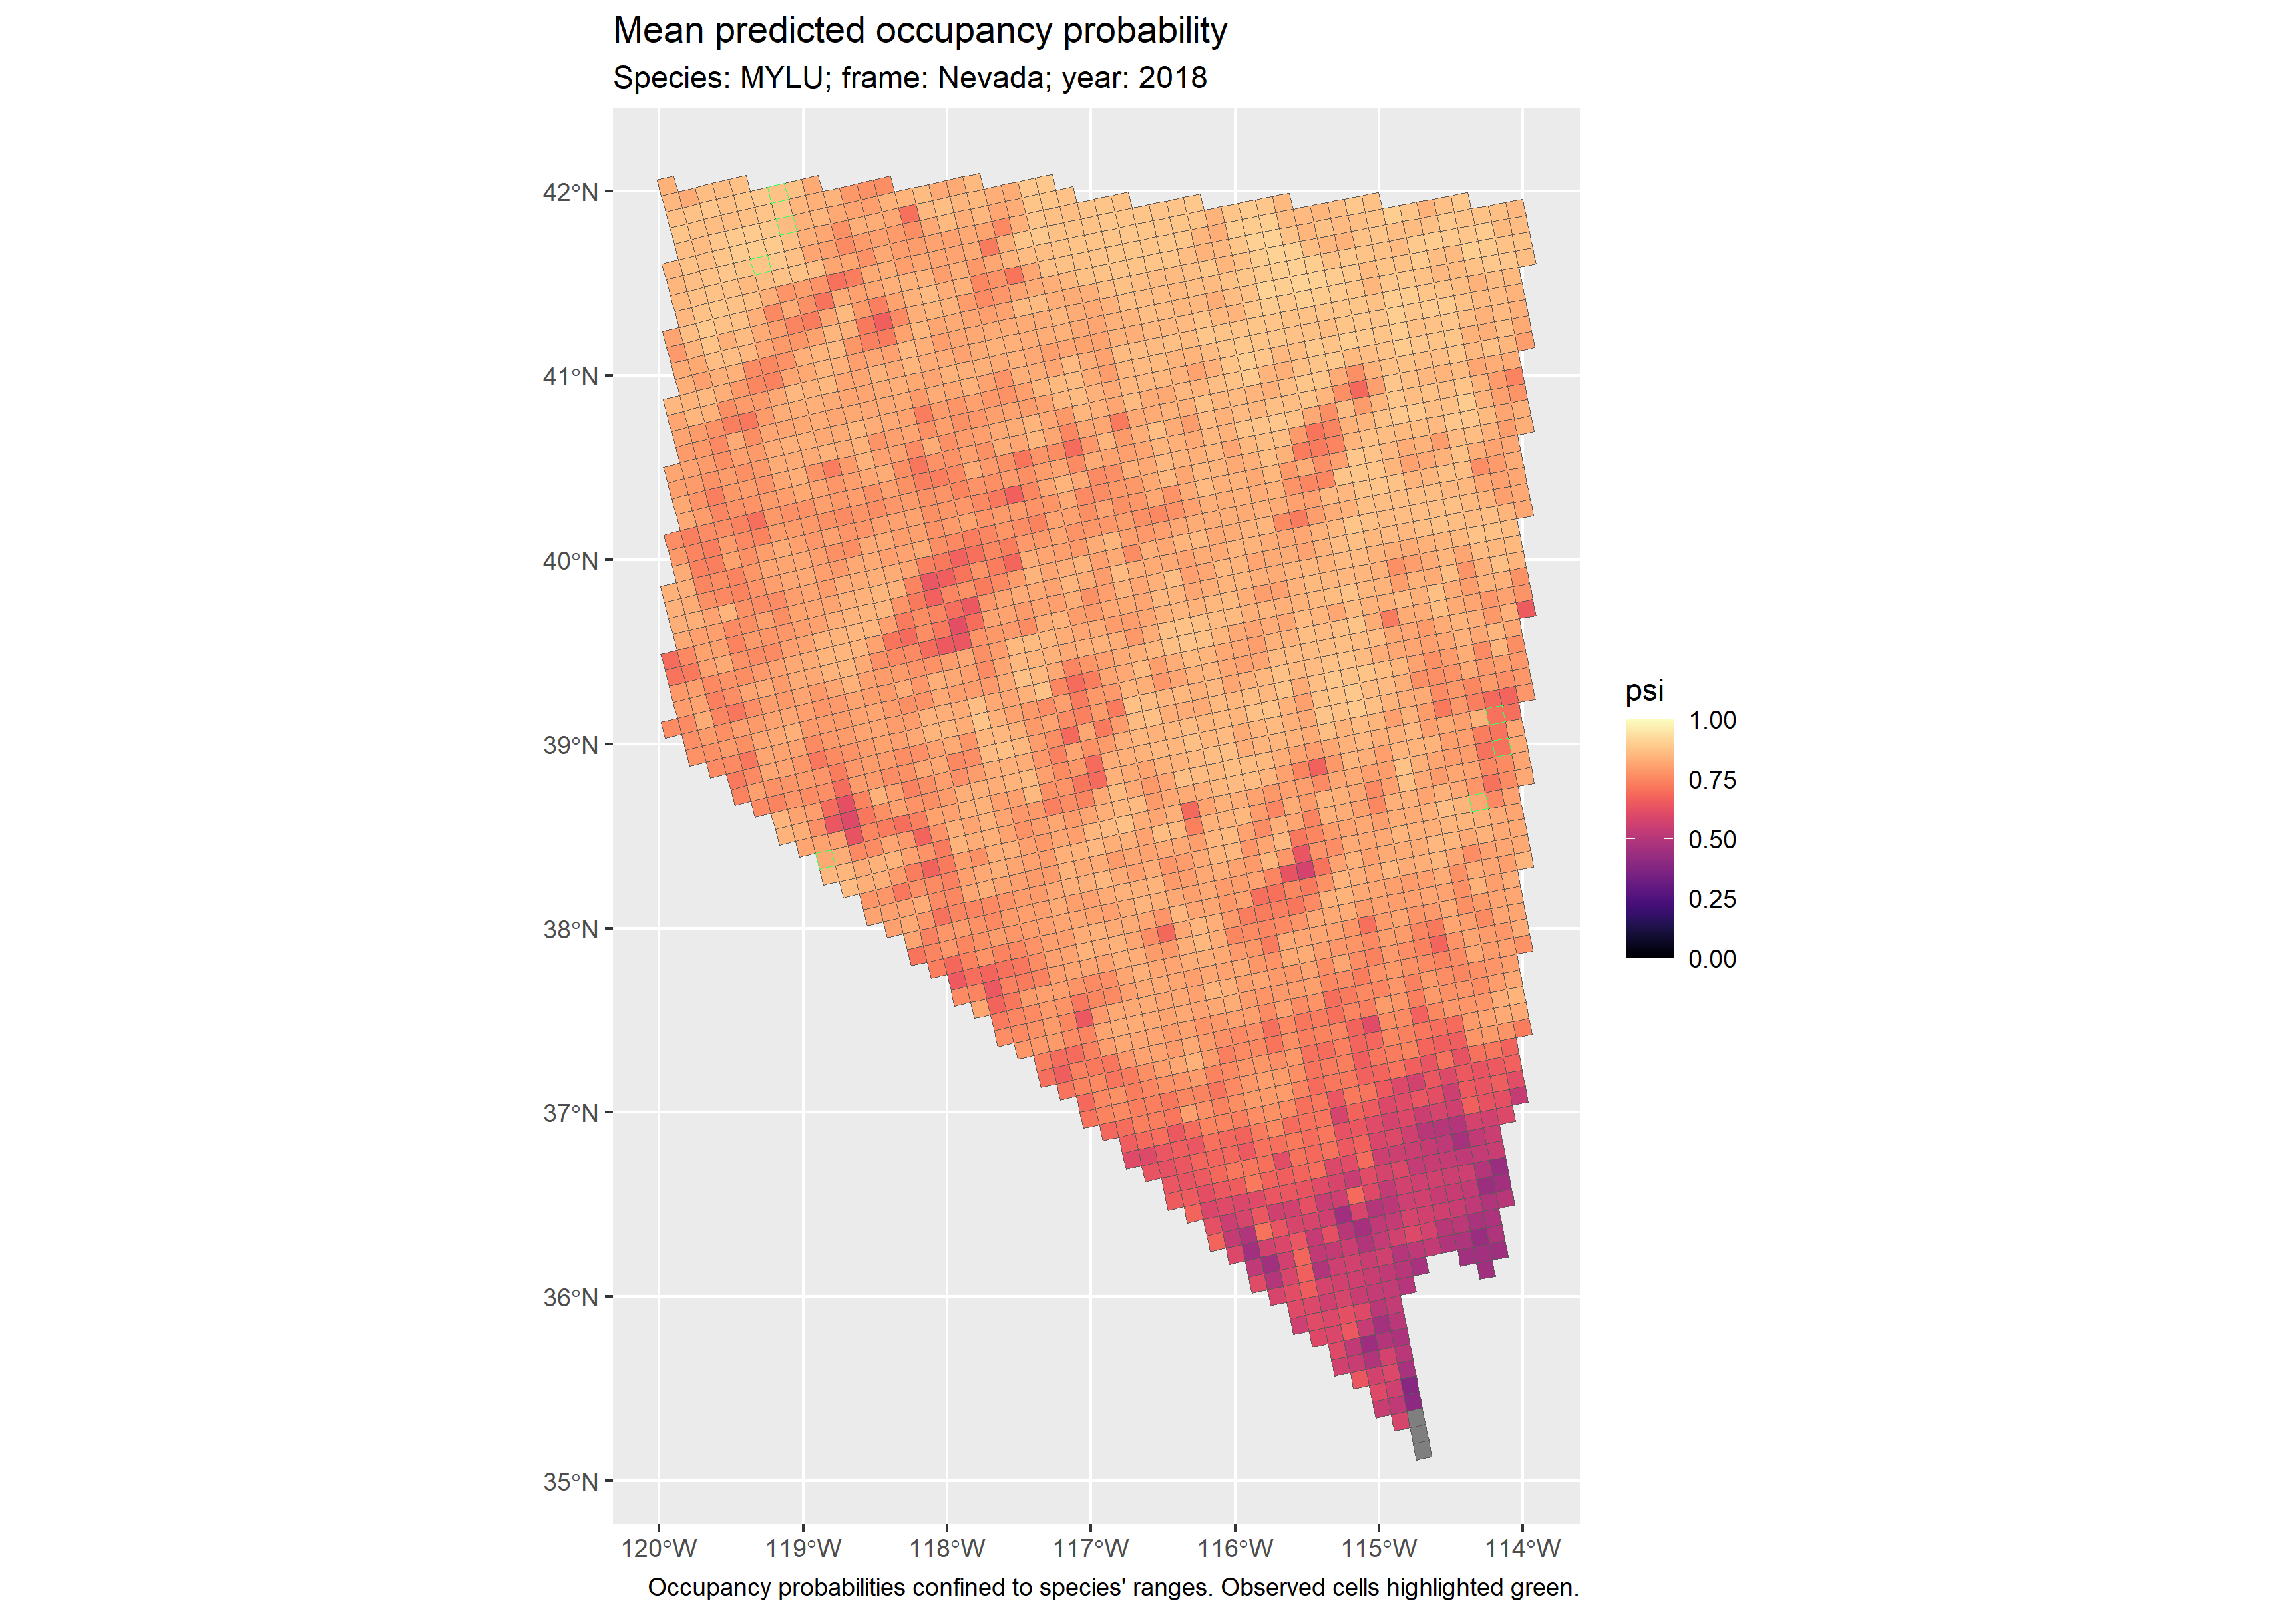 Mean predicted occupancy probability
Species: MYLU; frame: Nevada; year: 2018
42°N
41°N
40°N
39°N
38°N
37°N
36°N
35°N
120°W 119°W 118°W 117°W 116°W 115°W 114°W
psi
1.00
0.75
0.50
0.25
0.00
Occupancy probabilities confined to species' ranges. Observed cells highlighted green.